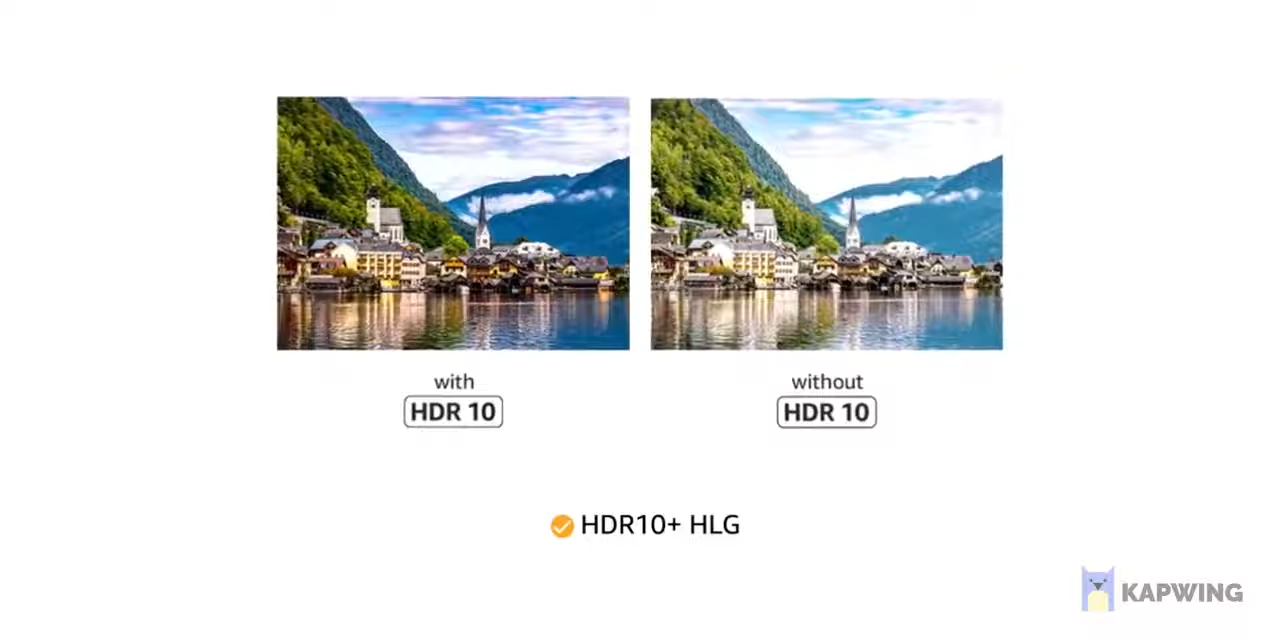 with
HDR 10
without
HDR 10
HDR10+ HLG
KAPWING